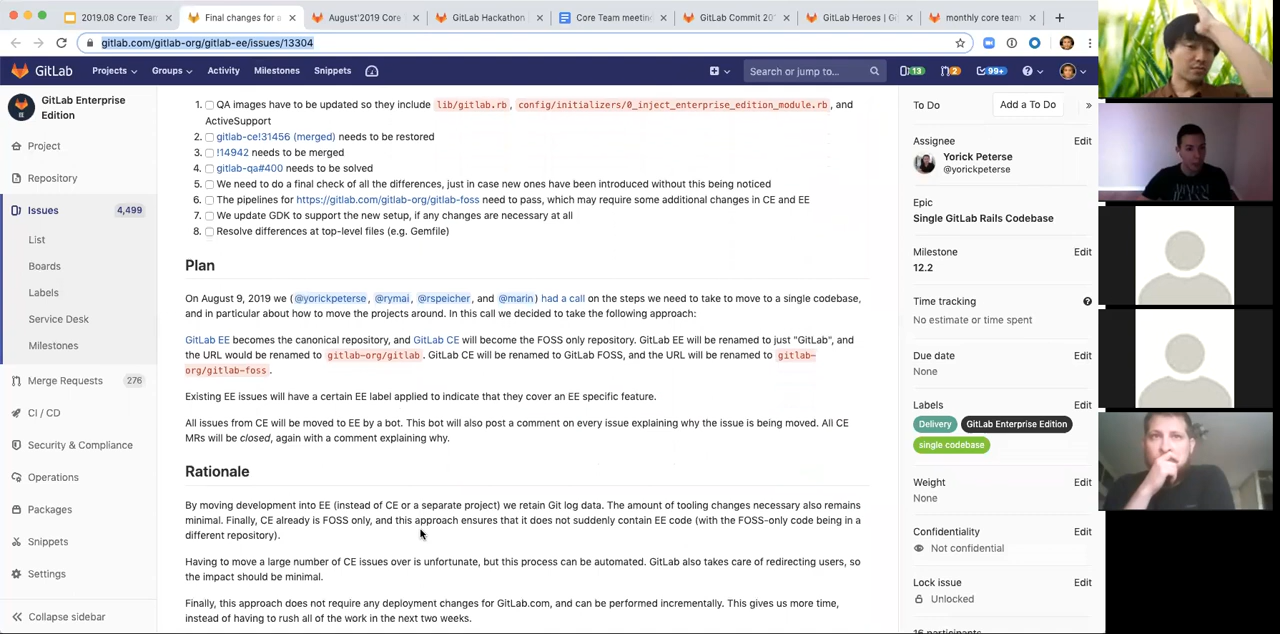 2019.08 Core Team
Final changes for a
August'2019 Core
GitLab Hackathon
Core Team meetin
GitLab Commit 20
GitLab Heroes | Gi
monthly core team
gitlab.com/gitlab-org/gitlab-ee/issues/13304
GitLab
Projects
Groups
Activity
Milestones
Snippets
Search or jump to...
13
2
99+
GitLab Enterprise
Edition
Project
Repository
Issues
4,499
List
Boards
Labels
Service Desk
Milestones
Merge Requests
276
CI / CD
Security & Compliance
Operations
Packages
Snippets
Settings
Collapse sidebar
1. QA images have to be updated so they include lib/gitlab.rb, config/initializers/0_inject_enterprise_edition_module.rb, and
ActiveSupport
2. gitlab-ce!31456 (merged) needs to be restored
3. !14942 needs to be merged
4. gitlab-qa#400 needs to be solved
5. We need to do a final check of all the differences, just in case new ones have been introduced without this being noticed
6. The pipelines for https://gitlab.com/gitlab-org/gitlab-foss need to pass, which may require some additional changes in CE and EE
7. We update GDK to support the new setup, if any changes are necessary at all
8. Resolve differences at top-level files (e.g. Gemfile)
Plan
On August 9, 2019 we (@yorickpeterse, @rymai, @rspeicher, and @marin) had a call on the steps we need to take to move to a single codebase,
and in particular about how to move the projects around. In this call we decided to take the following approach:
GitLab EE becomes the canonical repository, and GitLab CE will become the FOSS only repository. GitLab EE will be renamed to just "GitLab", and
the URL would be renamed to gitlab-org/gitlab. GitLab CE will be renamed to GitLab FOSS, and the URL will be renamed to gitlab-
org/gitlab-foss.
Existing EE issues will have a certain EE label applied to indicate that they cover an EE specific feature.
All issues from CE will be moved to EE by a bot. This bot will also post a comment on every issue explaining why the issue is being moved. All CE
MRs will be closed, again with a comment explaining why.
Rationale
By moving development into EE (instead of CE or a separate project) we retain Git log data. The amount of tooling changes necessary also remains
minimal. Finally, CE already is FOSS only, and this approach ensures that it does not suddenly contain EE code (with the FOSS-only code being in a
different repository).
Having to move a large number of CE issues over is unfortunate, but this process can be automated. GitLab also takes care of redirecting users, so
the impact should be minimal.
Finally, this approach does not require any deployment changes for GitLab.com, and can be performed incrementally. This gives us more time,
instead of having to rush all of the work in the next two weeks.
To Do
Add a To Do
»
Assignee
Edit
Yorick Peterse
@yorickpeterse
Epic
Single GitLab Rails Codebase
Milestone
Edit
12.2
Time tracking
No estimate or time spent
Due date
Edit
None
Labels
Edit
Delivery
GitLab Enterprise Edition
single codebase
Weight
Edit
None
Confidentiality
Edit
Not confidential
Lock issue
Edit
Unlocked